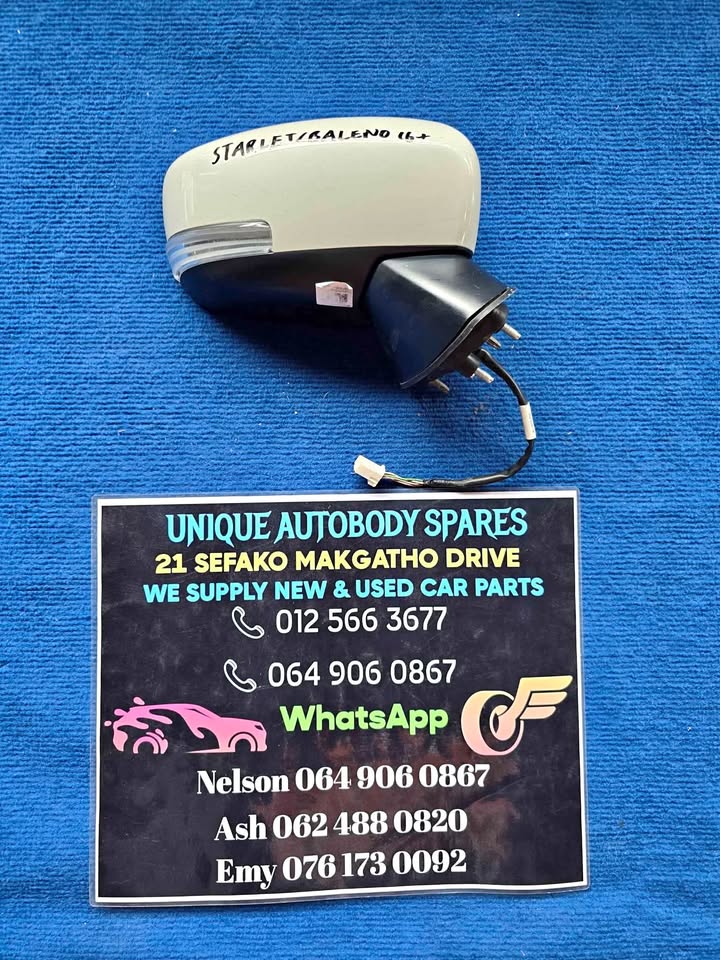 STARLET/BALENO 16+
UNIQUE AUTOBODY SPARES
21 SEFAKO MAKGATHO DRIVE
WE SUPPLY NEW & USED CAR PARTS
012 566 3677
064 906 0867
WhatsApp
Nelson 064 906 0867
Ash 062 488 0820
Emy 076 173 0092